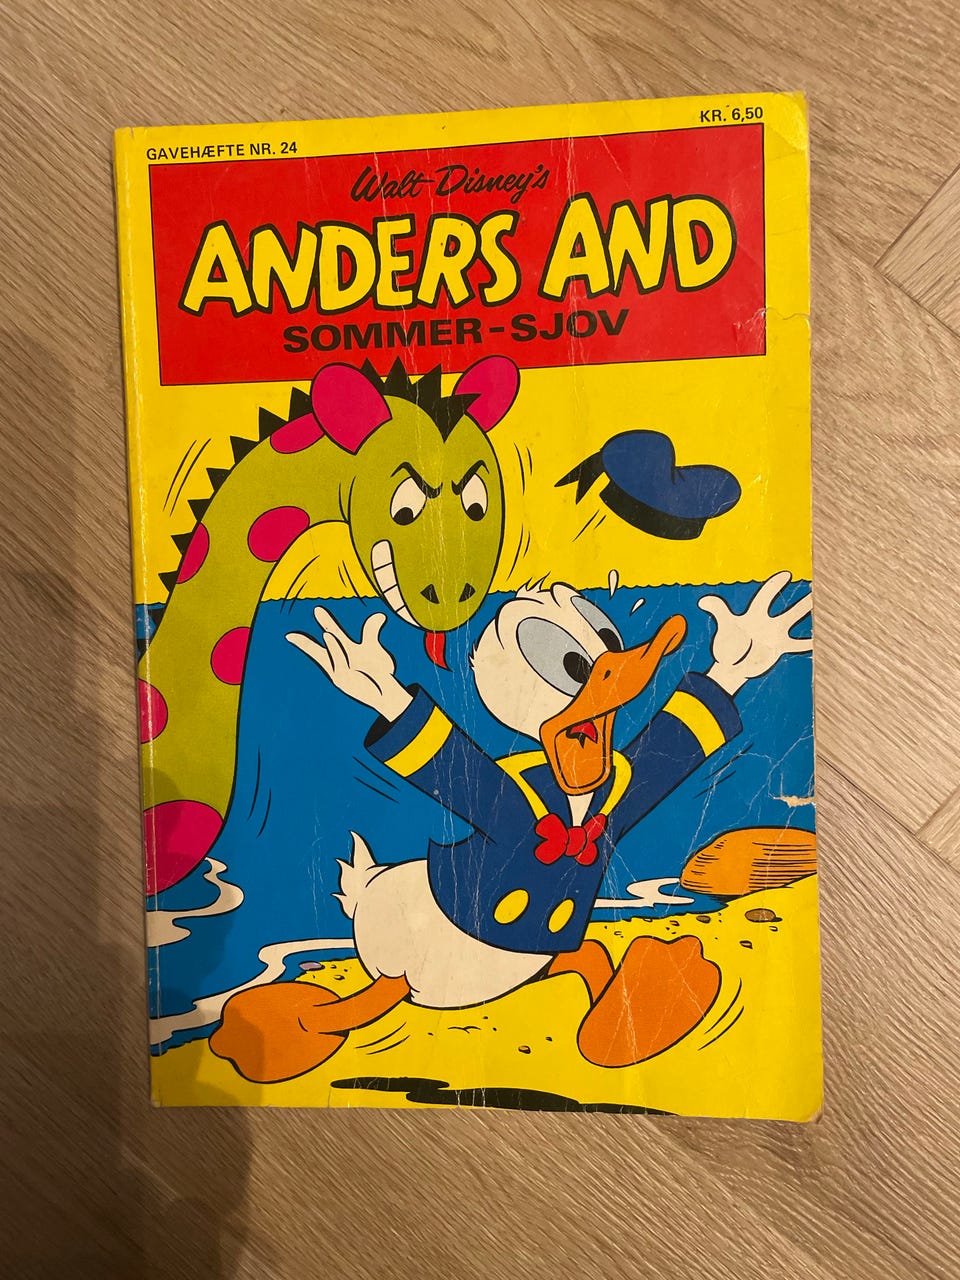 GAVEHÆFTE NR. 24
KR. 6,50
Walt Disney's
ANDERS AND
SOMMER-SJOV